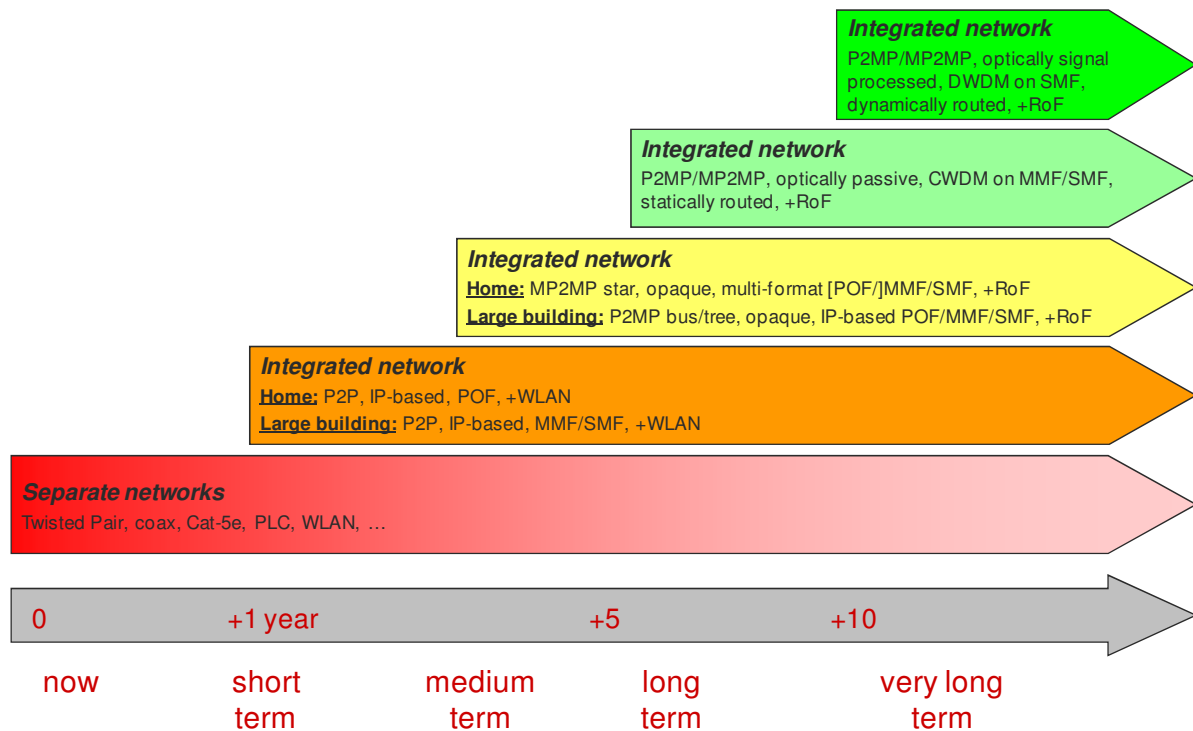 Integrated network
P2MP/MP2MP, optically signal
processed, DWDM on SMF,
dynamically routed, +RoF
Integrated network
P2MP/MP2MP, optically passive, CWDM on MMF/SMF,
statically routed, +RoF
Integrated network
Home: MP2MP star, opaque, multi-format [POF/]MMF/SMF, +RoF
Large building: P2MP bus/tree, opaque, IP-based POF/MMF/SMF, +RoF
Integrated network
Home: P2P, IP-based, POF, +WLAN
Large building: P2P, IP-based, MMF/SMF, +WLAN
Separate networks
Twisted Pair, coax, Cat-5e, PLC, WLAN, …
0 +1 year +5 +10
now short medium long very long
term term term term